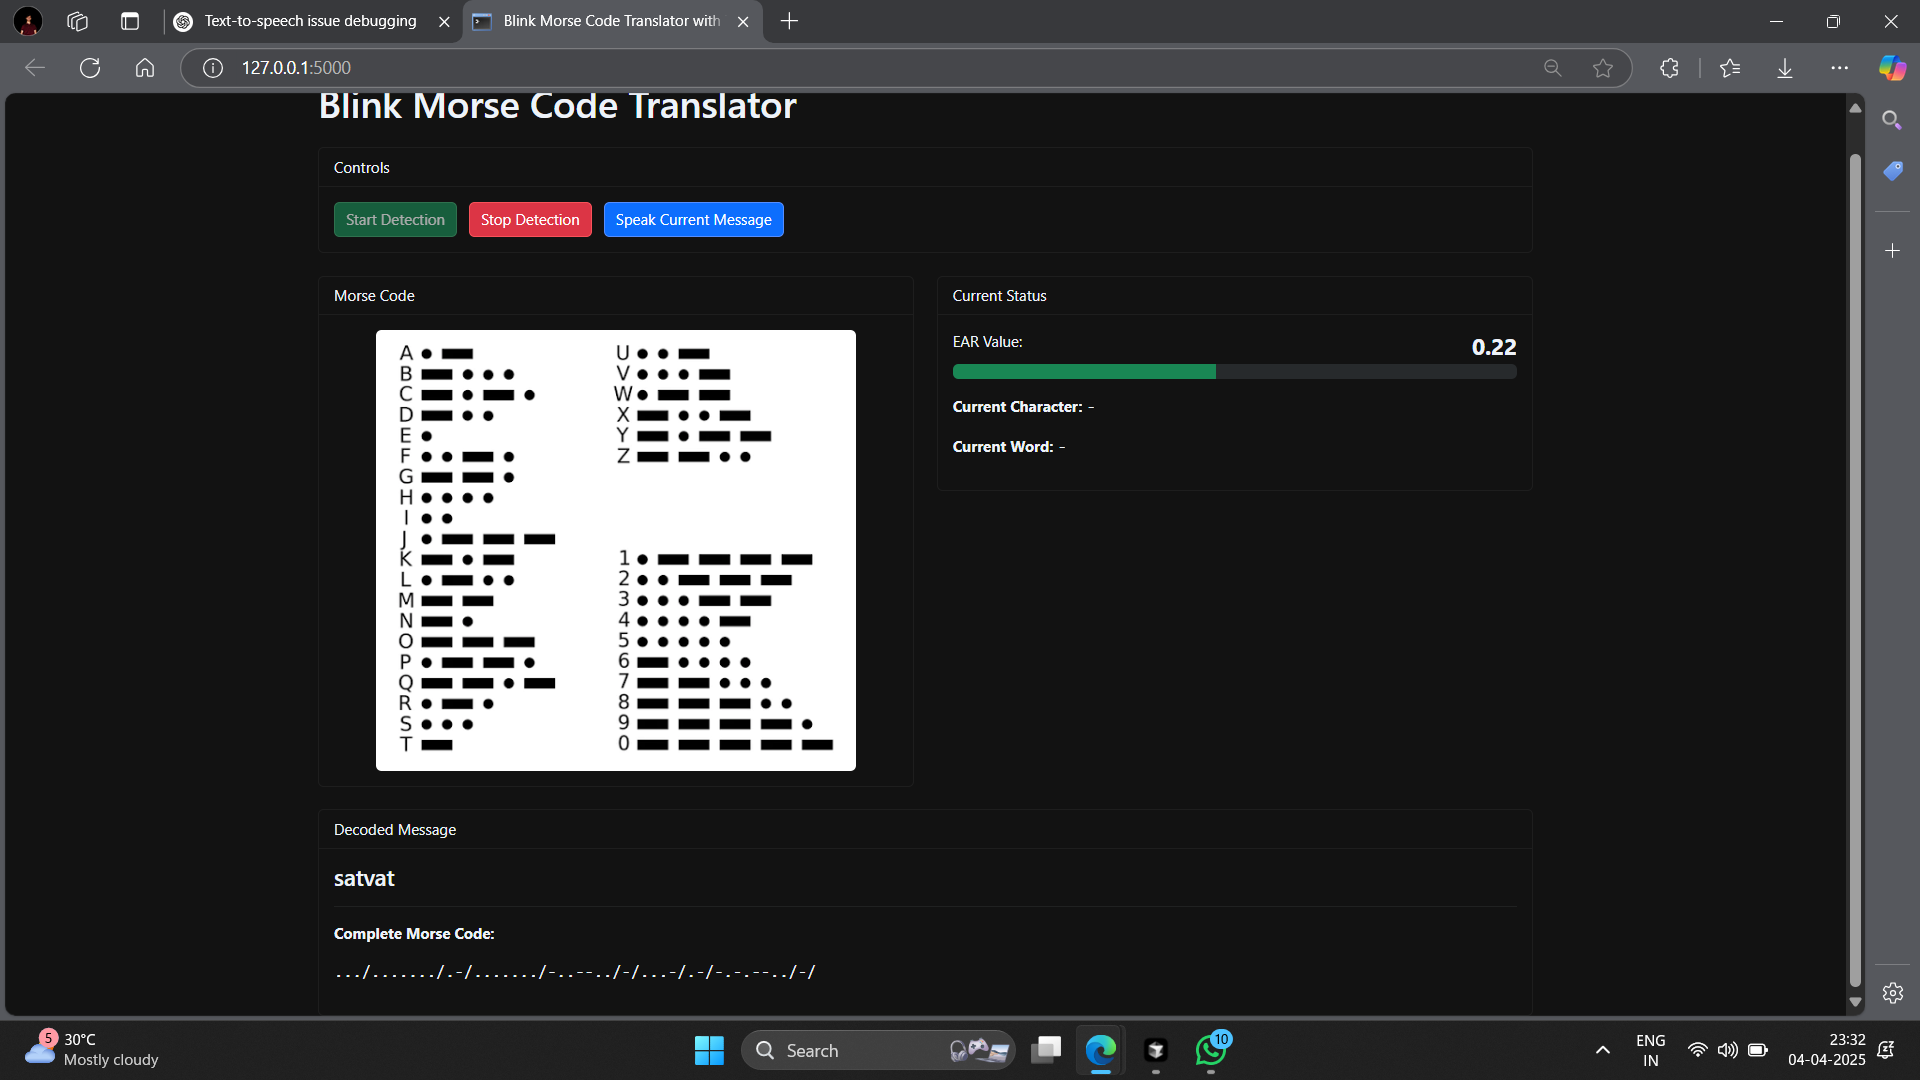 Text-to-speech issue debugging
Blink Morse Code Translator with
127.0.0.1:5000
Blink Morse Code Translator
Controls
Start Detection
Stop Detection
Speak Current Message
Morse Code
A
B
C
D
E
F
G
H
I
J
K
L
M
N
O
P
Q
R
S
T
U
V
W
X
Y
Z
1
2
3
4
5
6
7
8
9
0
Current Status
EAR Value:
0.22
Current Character: -
Current Word: -
Decoded Message
satvat
Complete Morse Code:
.../......./.-/......./-..--../-/...-/.-/-.-.--../-/
5
30°C
Mostly cloudy
Search
10
ENG
IN
23:32
04-04-2025